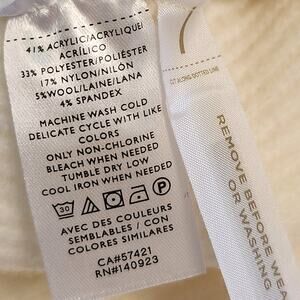 41% ACRYLIC/ACRYLIQUE/
ACRÍLICO
33% POLYESTER/POLIÉSTER
17% NYLON/NILÓN
5% WOOL/LAINE/LANA
4% SPANDEX
MACHINE WASH COLD
DELICATE CYCLE WITH LIKE
COLORS
ONLY NON-CHLORINE
BLEACH WHEN NEEDED
TUMBLE DRY LOW
COOL IRON WHEN NEEDED
30
P
AVEC DES COULEURS
SEMBLABLES / CON
COLORES SIMILARES
CA#57421
RN#140923
CUT ALONG DOTTED LINE
REMOVE BEFORE WEA
OR WASHING